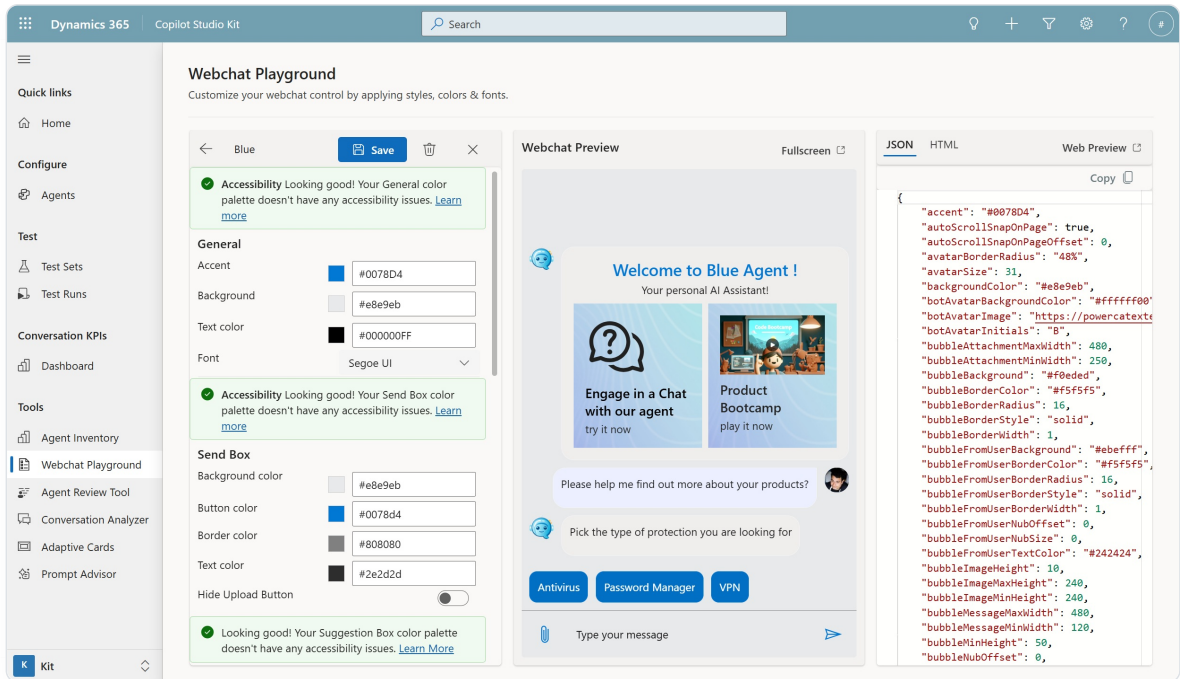 Dynamics 365
Copilot Studio Kit
Search
#
Quick links
Home
Configure
Agents
Test
Test Sets
Test Runs
Conversation KPIs
Dashboard
Tools
Agent Inventory
Webchat Playground
Agent Review Tool
Conversation Analyzer
Adaptive Cards
Prompt Advisor
K Kit
Webchat Playground
Customize your webchat control by applying styles, colors & fonts.
Blue
Save
Accessibility Looking good! Your General color
palette doesn't have any accessibility issues. Learn
more
General
Accent
#0078D4
Background
#e8e9eb
Text color
#000000FF
Font
Segoe UI
Accessibility Looking good! Your Send Box color
palette doesn't have any accessibility issues. Learn
more
Send Box
Background color
#e8e9eb
Button color
#0078d4
Border color
#808080
Text color
#2e2d2d
Hide Upload Button
Looking good! Your Suggestion Box color palette
doesn't have any accessibility issues. Learn More
Webchat Preview
Fullscreen
Welcome to Blue Agent !
Your personal AI Assistant!
Engage in a Chat
with our agent
try it now
Code Bootcamp
Product
Bootcamp
play it now
Please help me find out more about your products?
Pick the type of protection you are looking for
Antivirus
Password Manager
VPN
Type your message
JSON
HTML
Web Preview
Copy
{
"accent": "#0078D4",
"autoScrollSnapOnPage": true,
"autoScrollSnapOnPageOffset": 0,
"avatarBorderRadius": "48%",
"avatarSize": 31,
"backgroundColor": "#e8e9eb",
"botAvatarBackgroundColor": "#ffffff00"
"botAvatarImage": "https://powercatexte
"botAvatarInitials": "B",
"bubbleAttachmentMaxWidth": 480,
"bubbleAttachmentMinWidth": 250,
"bubbleBackground": "#f0eded",
"bubbleBorderColor": "#f5f5f5",
"bubbleBorderRadius": 16,
"bubbleBorderStyle": "solid",
"bubbleBorderWidth": 1,
"bubbleFromUserBackground": "#ebefff",
"bubbleFromUserBorderColor": "#f5f5f5",
"bubbleFromUserBorderRadius": 16,
"bubbleFromUserBorderStyle": "solid",
"bubbleFromUserBorderWidth": 1,
"bubbleFromUserNubOffset": 0,
"bubbleFromUserNubSize": 0,
"bubbleFromUserTextColor": "#242424",
"bubbleImageHeight": 10,
"bubbleImageMaxHeight": 240,
"bubbleImageMinHeight": 240,
"bubbleMessageMaxWidth": 480,
"bubbleMessageMinWidth": 120,
"bubbleMinHeight": 50,
"bubbleNubOffset": 0,